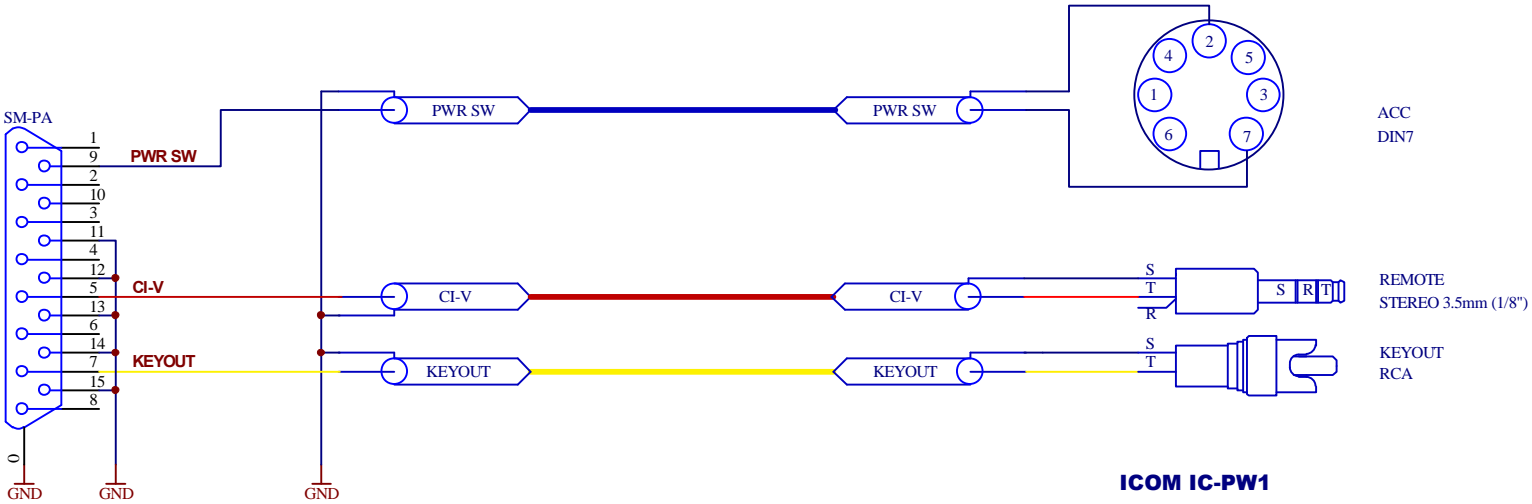 SM-PA
1
9
2
10
3
11
4
12
5
13
6
14
7
15
8
0
GND
GND
GND
PWR SW
CI-V
KEYOUT
PWR SW
PWR SW
CI-V
CI-V
KEYOUT
KEYOUT
2
4
5
1
3
6
7
ACC
DIN7
S
T
R
S R T
REMOTE
STEREO 3.5mm (1/8")
S
T
KEYOUT
RCA
ICOM IC-PW1